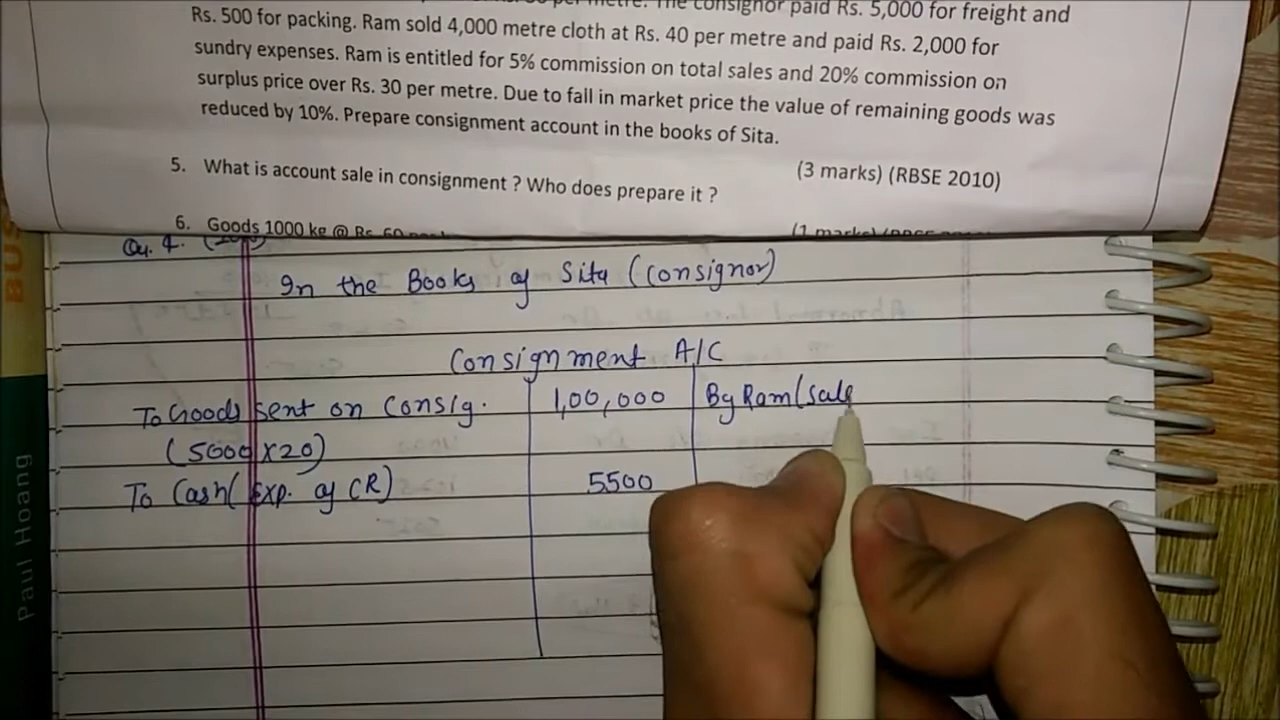 The consignor paid Rs. 5,000 for freight and
Rs. 500 for packing. Ram sold 4,000 metre cloth at Rs. 40 per metre and paid Rs. 2,000 for
sundry expenses. Ram is entitled for 5% commission on total sales and 20% commission on
surplus price over Rs. 30 per metre. Due to fall in market price the value of remaining goods was
reduced by 10%. Prepare consignment account in the books of Sita.
(3 marks) (RBSE 2010)
5. What is account sale in consignment ? Who does prepare it ?
6. Goods 1000 kg @ Rs. 60
Qu. 4.
In the Books of Sita (Consignor)
Consignment A/C
To Goods sent on Consig. 1,00,000 By Ram (Sale
(5000 x 20)
To Cash (Exp. of CR) 5500
Paul Hoang
BUS